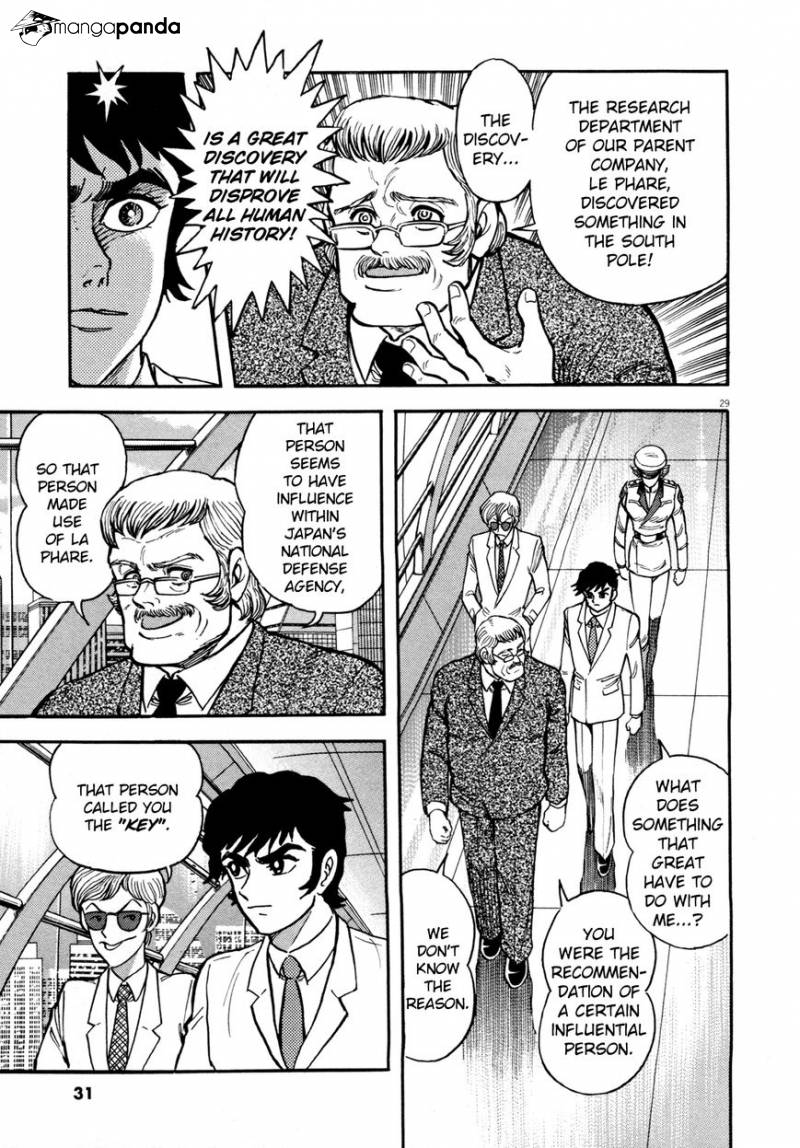 mangapanda
THE RESEARCH
DEPARTMENT
OF OUR PARENT
COMPANY,
LE PHARE,
DISCOVERED
SOMETHING IN
THE SOUTH
POLE!
THE
DISCOV-
ERY...
IS A GREAT
DISCOVERY
THAT WILL
DISPROVE
ALL HUMAN
HISTORY!
29
WHAT
DOES
SOMETHING
THAT
GREAT
HAVE TO
DO WITH
ME...?
YOU
WERE THE
RECOMMEN-
DATION OF
A CERTAIN
INFLUENTIAL
PERSON.
WE
DON'T
KNOW
THE
REASON.
THAT
PERSON
SEEMS
TO HAVE
INFLUENCE
WITHIN
JAPAN'S
NATIONAL
DEFENSE
AGENCY,
SO THAT
PERSON
MADE
USE
OF LA
PHARE.
THAT PERSON
CALLED YOU
THE "KEY".
31